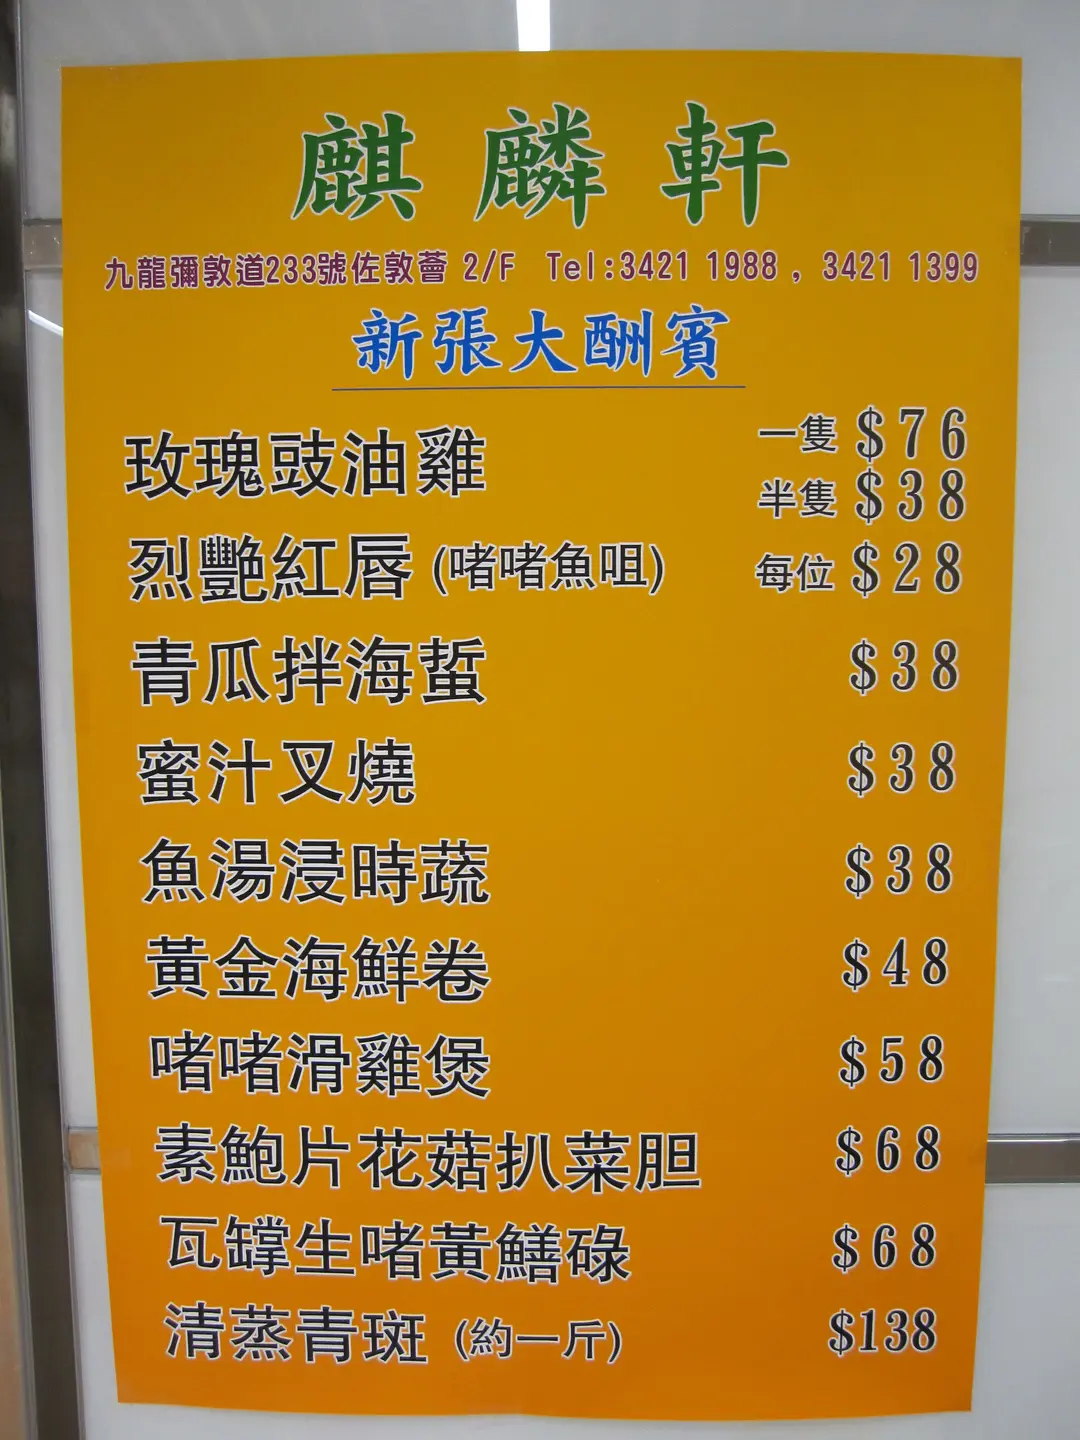 麒麟軒
九龍彌敦道233號佐敦薈 2/F Tel:3421 1988 , 3421 1399
新張大酬賓
玫瑰豉油雞 一隻 $76
半隻 $38
烈艷紅唇 (啫啫魚咀) 每位 $28
青瓜拌海蜇 $38
蜜汁叉燒 $38
魚湯浸時蔬 $38
黃金海鮮卷 $48
啫啫滑雞煲 $58
素鮑片花菇扒菜胆 $68
瓦罉生啫黃鱔碌 $68
清蒸青斑 (約一斤) $138